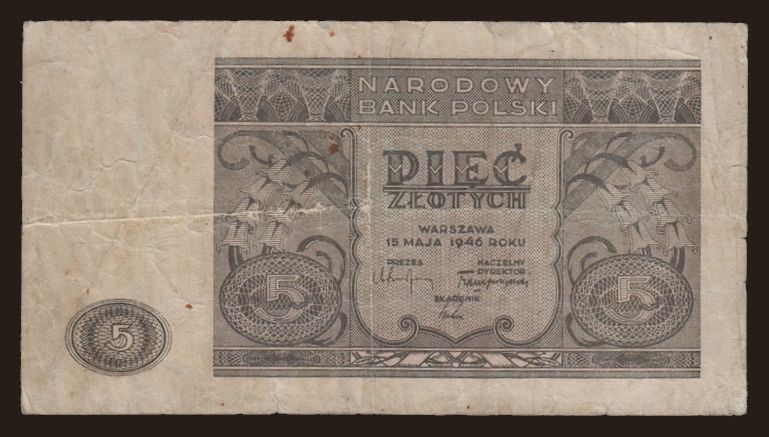 NARODOWY
BANK POLSKI
PIĘĆ
ZŁOTYCH
WARSZAWA
15 MAJA 1946 ROKU
PREZES NACZELNY
DYREKTOR
SKARBNIK
5 5
5